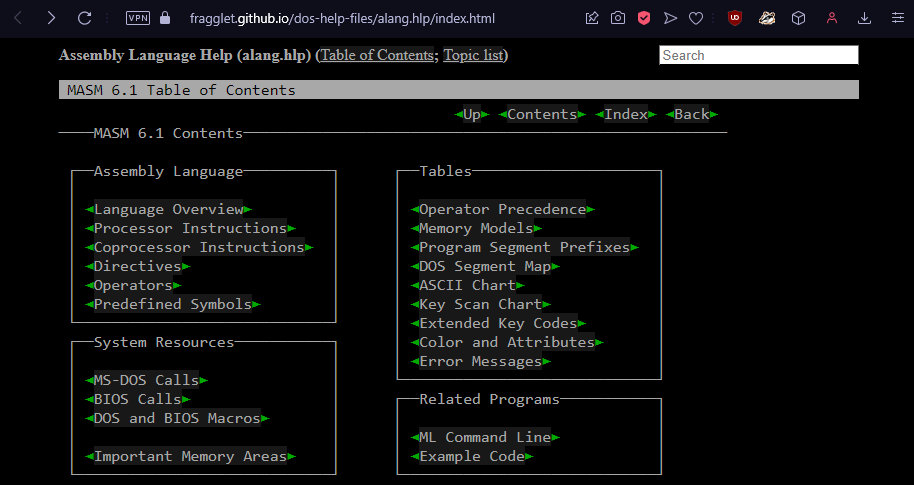 VPN
fragglet.github.io/dos-help-files/alang.hlp/index.html
Assembly Language Help (alang.hlp) (Table of Contents; Topic list)
Search
MASM 6.1 Table of Contents
◄Up► ◄Contents► ◄Index► ◄Back►
MASM 6.1 Contents
Assembly Language
◄Language Overview►
◄Processor Instructions►
◄Coprocessor Instructions►
◄Directives►
◄Operators►
◄Predefined Symbols►
System Resources
◄MS-DOS Calls►
◄BIOS Calls►
◄DOS and BIOS Macros►
◄Important Memory Areas►
Tables
◄Operator Precedence►
◄Memory Models►
◄Program Segment Prefixes►
◄DOS Segment Map►
◄ASCII Chart►
◄Key Scan Chart►
◄Extended Key Codes►
◄Color and Attributes►
◄Error Messages►
Related Programs
◄ML Command Line►
◄Example Code►